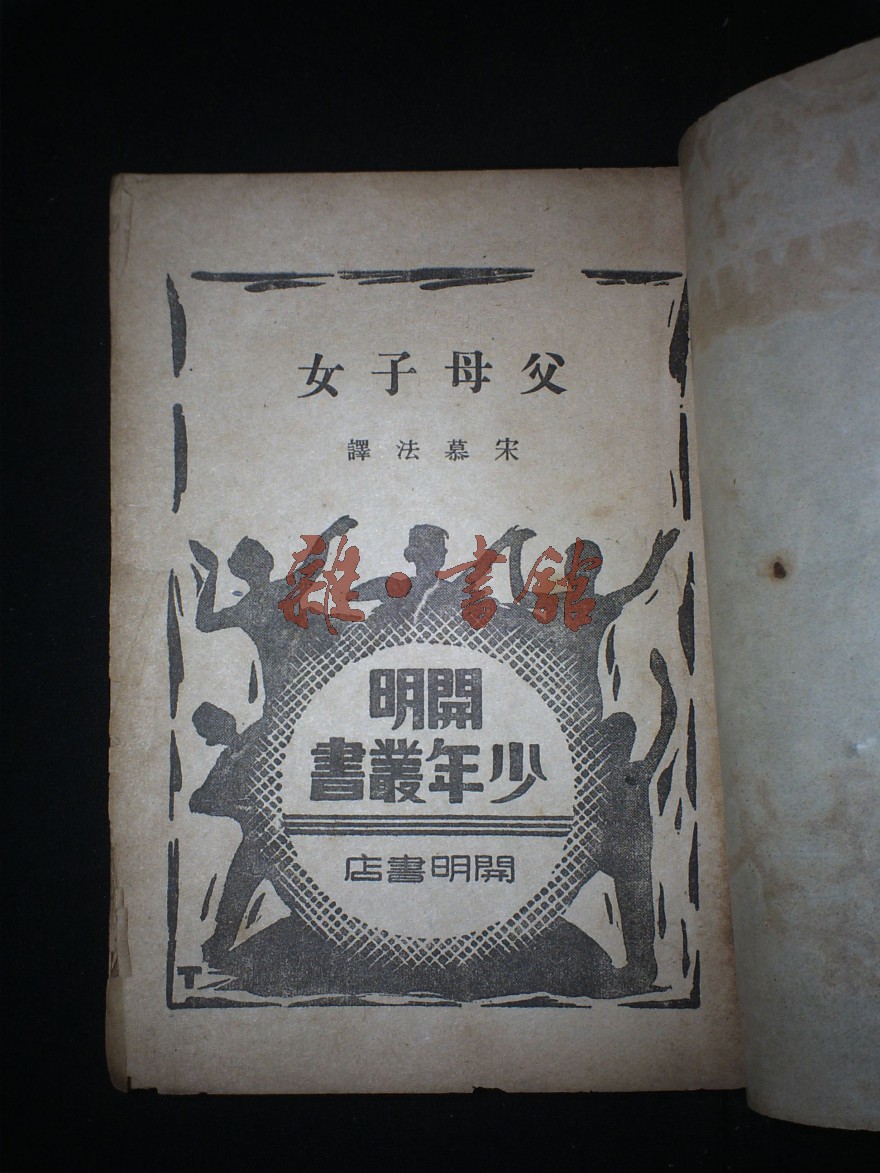 父母子女
宋慕法譯
雜·書館
開明
少年叢書
開明書店
T